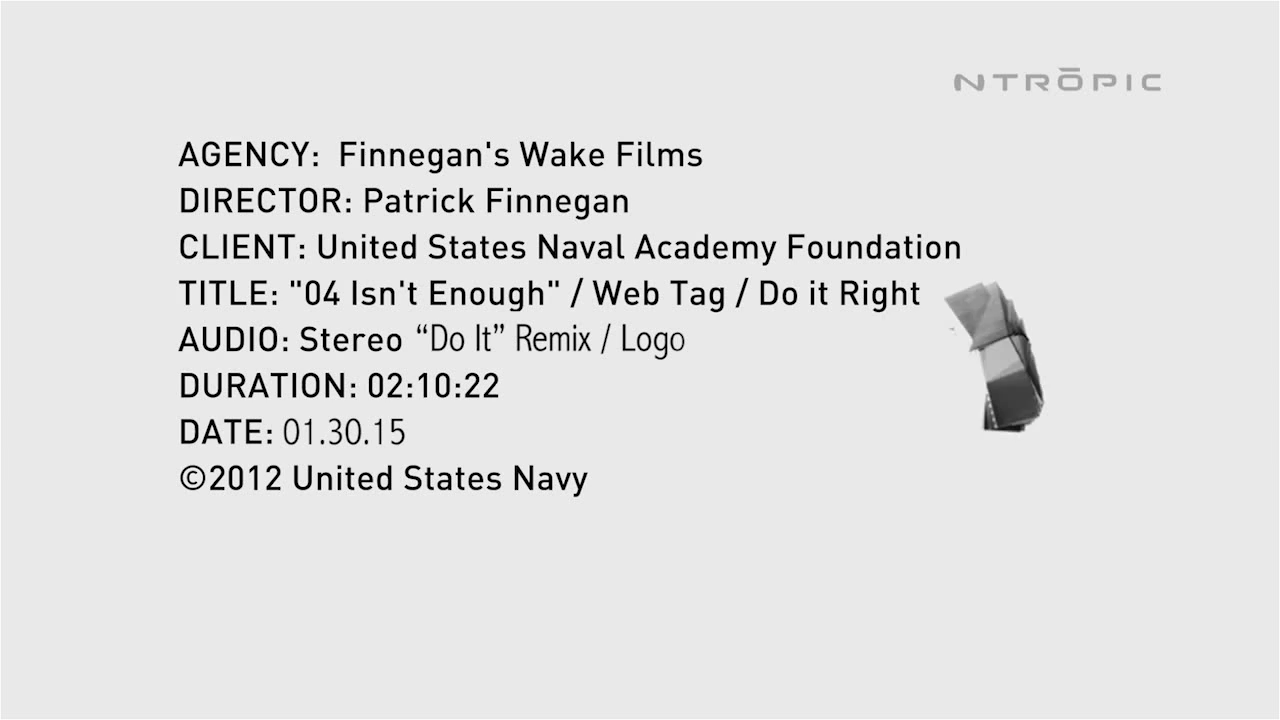 NTRŌPIC
AGENCY:  Finnegan's Wake Films
DIRECTOR: Patrick Finnegan
CLIENT: United States Naval Academy Foundation
TITLE: "04 Isn't Enough" / Web Tag / Do it Right
AUDIO: Stereo “Do It” Remix / Logo
DURATION: 02:10:22
DATE: 01.30.15
©2012 United States Navy